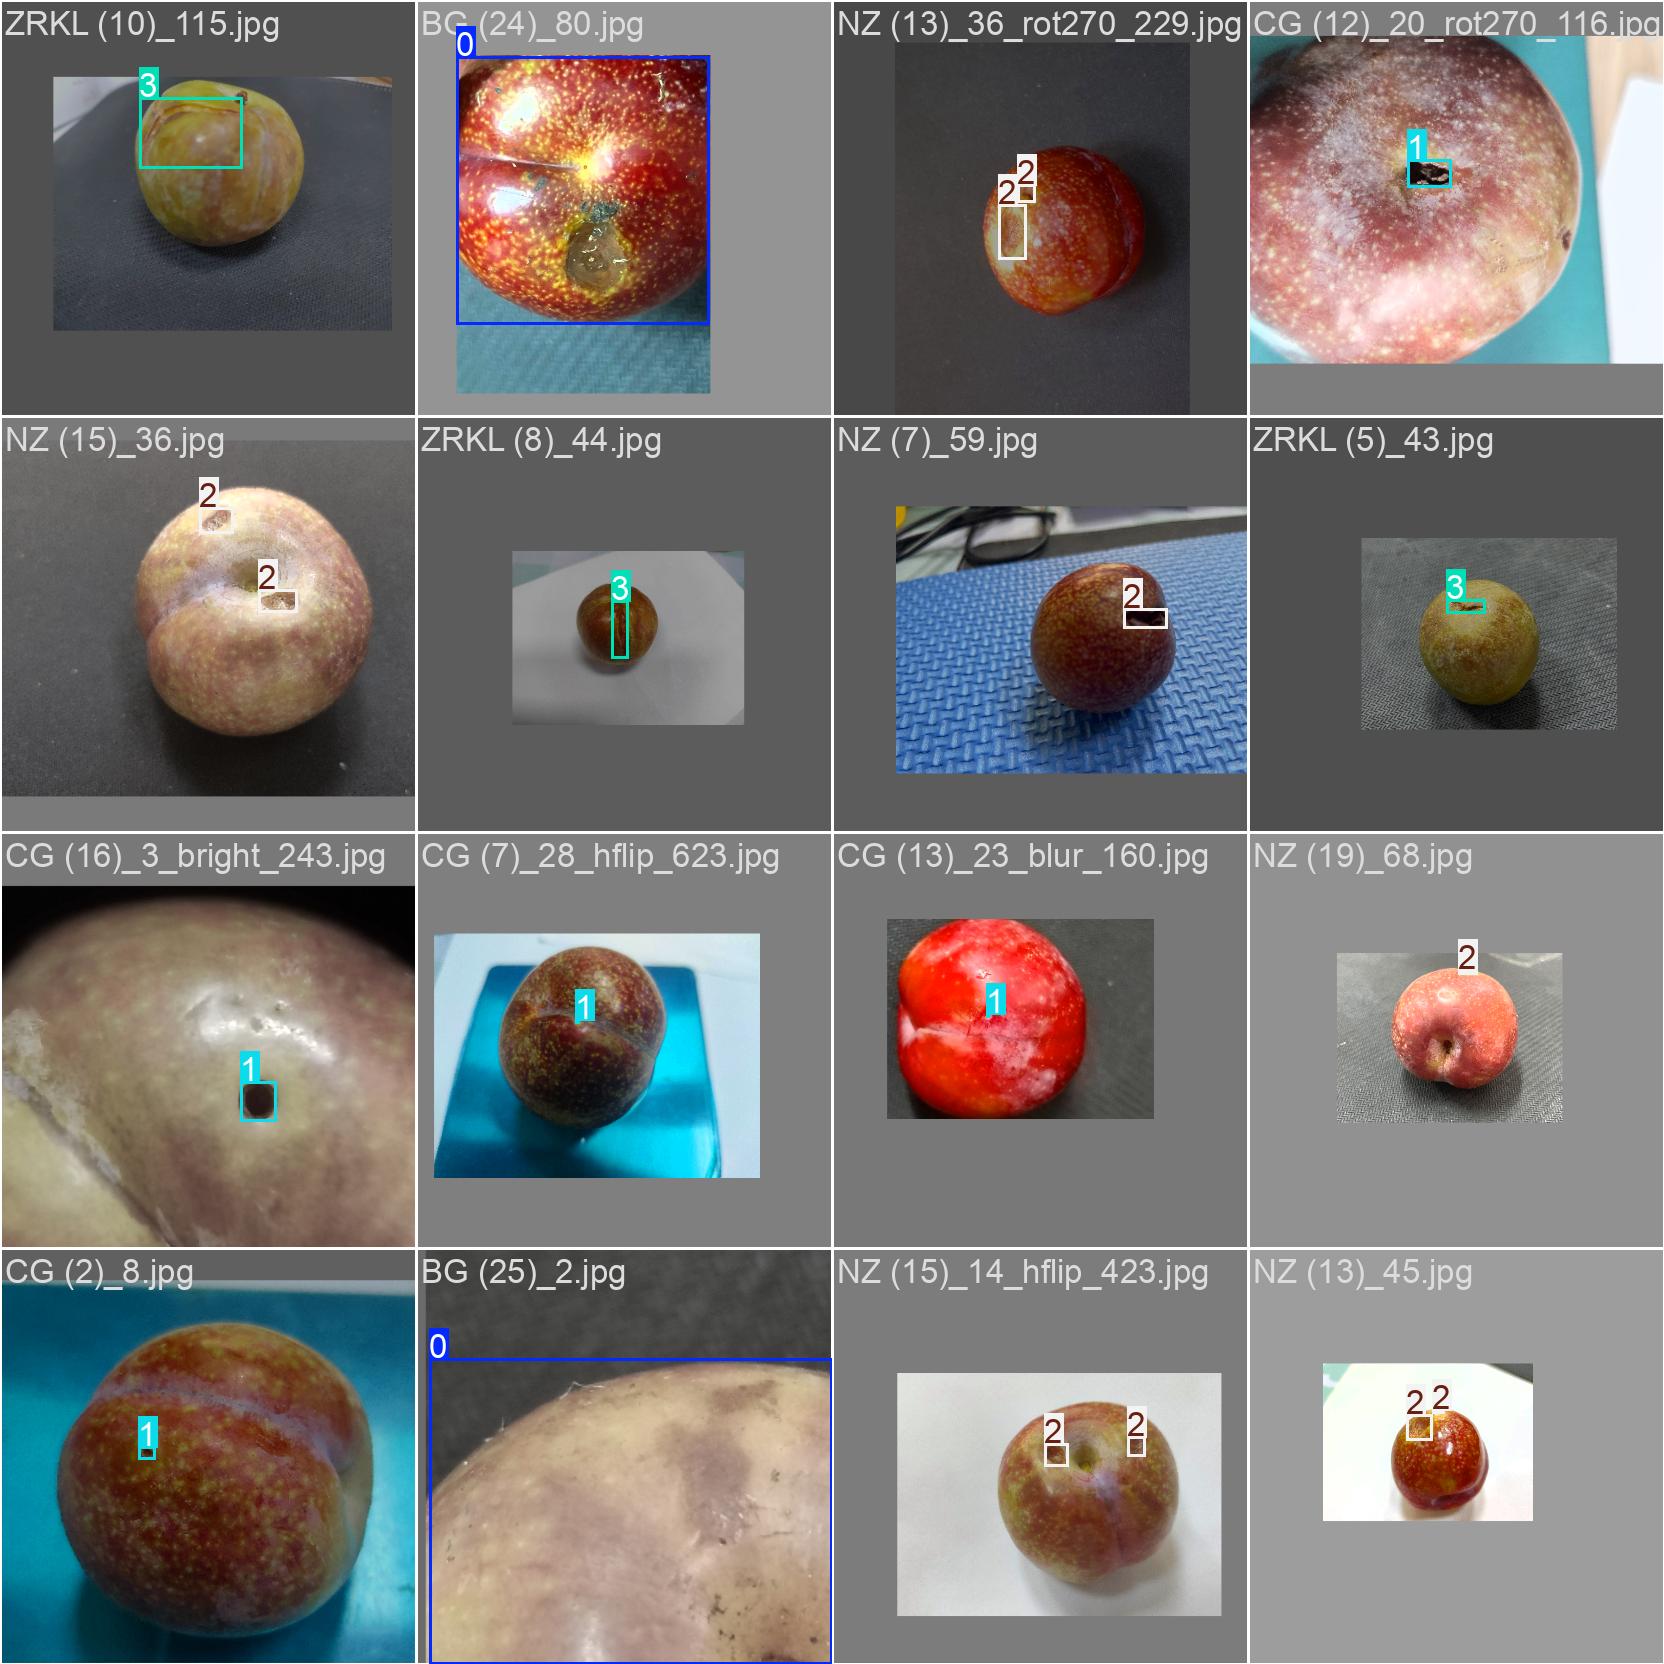 ZRKL (10)_115.jpg
3
BG (24)_80.jpg
0
NZ (13)_36_rot270_229.jpg
2
2
CG (12)_20_rot270_116.jpg
1
NZ (15)_36.jpg
2
2
ZRKL (8)_44.jpg
3
NZ (7)_59.jpg
2
ZRKL (5)_43.jpg
3
CG (16)_3_bright_243.jpg
1
CG (7)_28_hflip_623.jpg
1
CG (13)_23_blur_160.jpg
1
NZ (19)_68.jpg
2
CG (2)_8.jpg
1
BG (25)_2.jpg
0
NZ (15)_14_hflip_423.jpg
2
2
NZ (13)_45.jpg
2
2